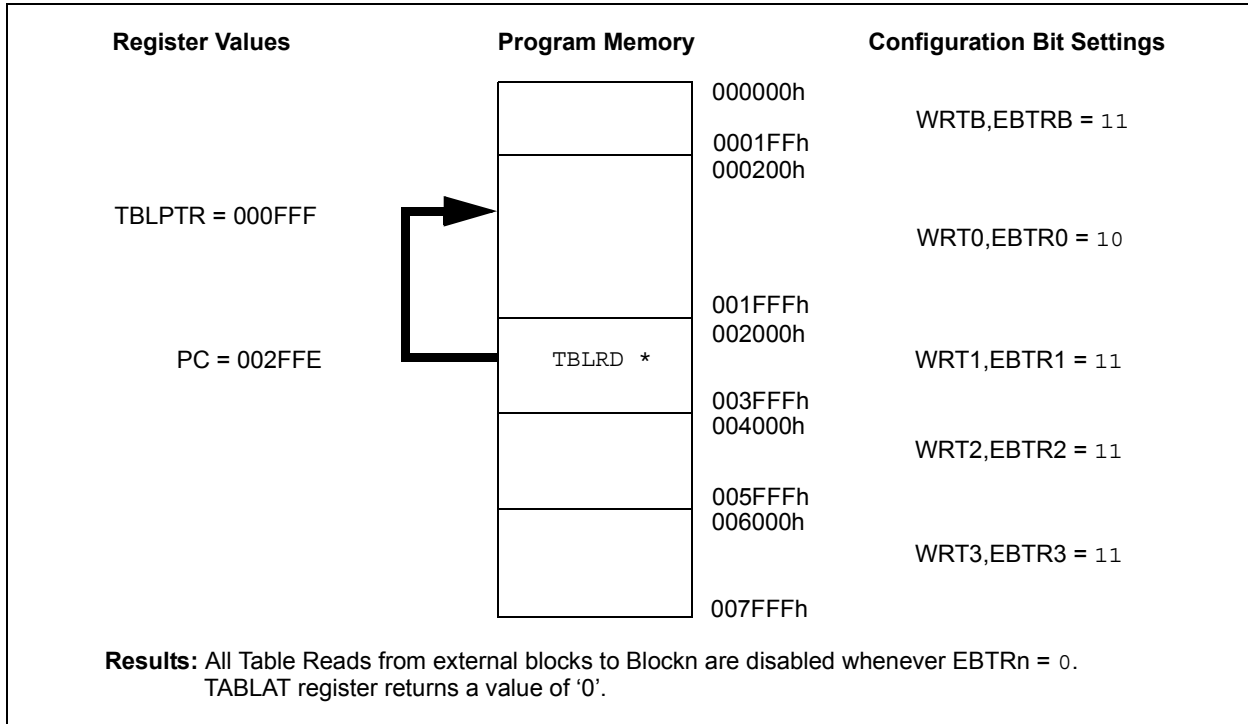 Register Values Program Memory Configuration Bit Settings
000000h
WRTB,EBTRB = 11
0001FFh
000200h
TBLPTR = 000FFF
WRT0,EBTR0 = 10
001FFFh
002000h
PC = 002FFE TBLRD * WRT1,EBTR1 = 11
003FFFh
004000h
WRT2,EBTR2 = 11
005FFFh
006000h
WRT3,EBTR3 = 11
007FFFh
Results: All Table Reads from external blocks to Blockn are disabled whenever EBTRn = 0.
TABLAT register returns a value of ‘0’.